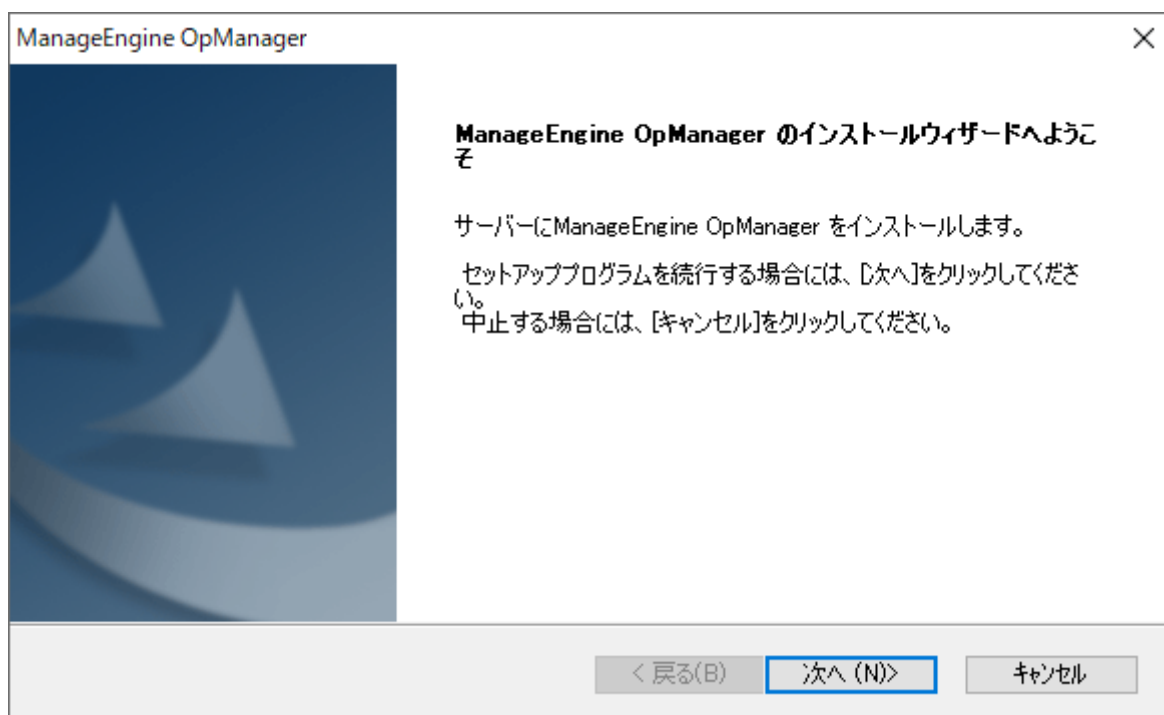 ManageEngine OpManager
ManageEngine OpManager のインストールウィザードへようこ
そ
サーバーにManageEngine OpManager をインストールします。
セットアッププログラムを続行する場合には、[次へ]をクリックしてくださ
い。
中止する場合には、[キャンセル]をクリックしてください。
< 戻る(B)
次へ (N)>
キャンセル